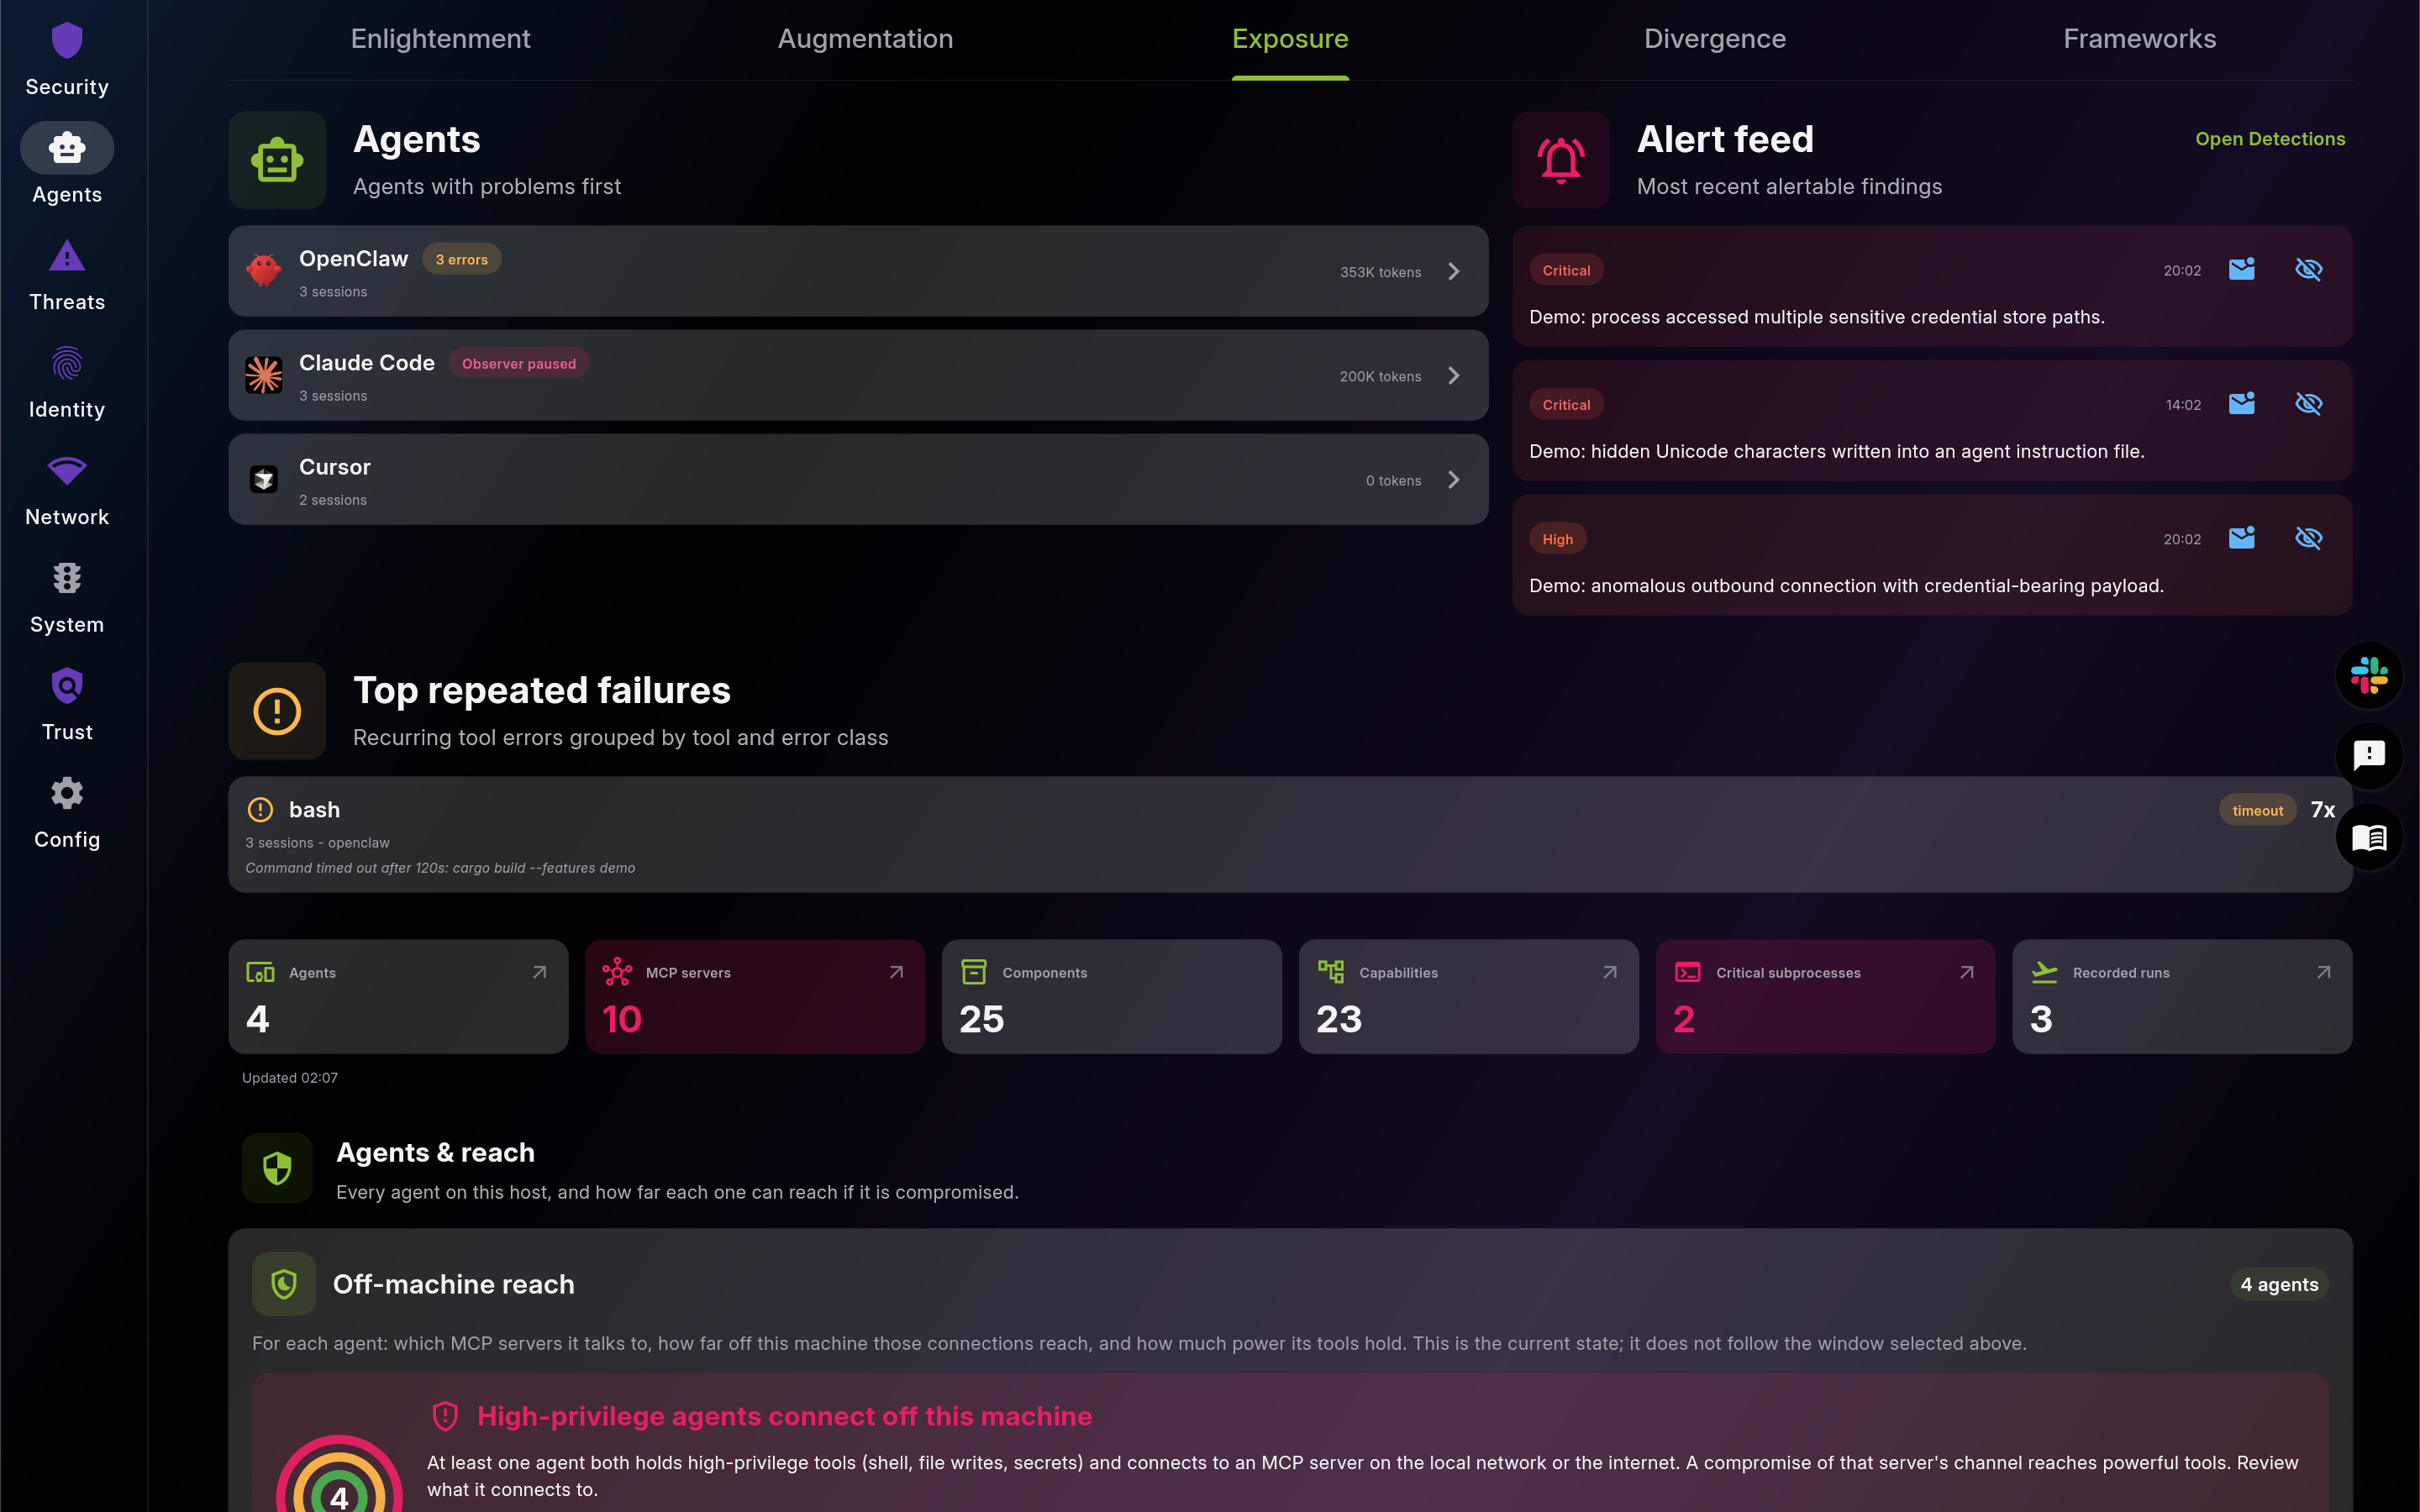 Security
Agents
Threats
Identity
Network
System
Trust
Config
Enlightenment
Augmentation
Exposure
Divergence
Frameworks
Agents
Agents with problems first
OpenClaw
3 errors
3 sessions
353K tokens
Claude Code
Observer paused
3 sessions
200K tokens
Cursor
2 sessions
0 tokens
Alert feed
Most recent alertable findings
Open Detections
Critical
20:02
Demo: process accessed multiple sensitive credential store paths.
Critical
14:02
Demo: hidden Unicode characters written into an agent instruction file.
High
20:02
Demo: anomalous outbound connection with credential-bearing payload.
Top repeated failures
Recurring tool errors grouped by tool and error class
bash
timeout
7x
3 sessions - openclaw
Command timed out after 120s: cargo build --features demo
Agents
4
MCP servers
10
Components
25
Capabilities
23
Critical subprocesses
2
Recorded runs
3
Updated 02:07
Agents & reach
Every agent on this host, and how far each one can reach if it is compromised.
Off-machine reach
4 agents
For each agent: which MCP servers it talks to, how far off this machine those connections reach, and how much power its tools hold. This is the current state; it does not follow the window selected above.
High-privilege agents connect off this machine
At least one agent both holds high-privilege tools (shell, file writes, secrets) and connects to an MCP server on the local network or the internet. A compromise of that server's channel reaches powerful tools. Review
what it connects to.
4